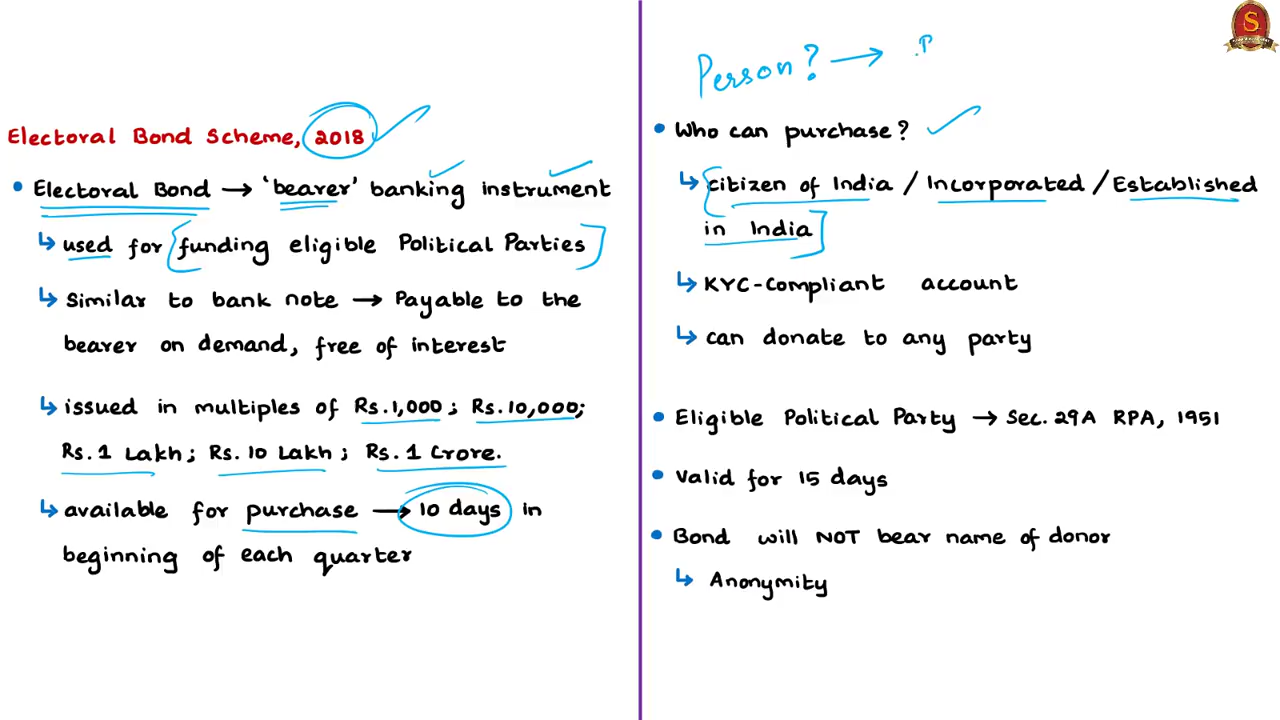 Electoral Bond Scheme, 2018
• Electoral Bond → 'bearer' banking instrument
↳ used for funding eligible Political Parties
↳ Similar to bank note → Payable to the
bearer on demand, free of interest
↳ issued in multiples of Rs.1,000; Rs.10,000;
Rs.1 Lakh; Rs.10 Lakh; Rs.1 Crore.
↳ available for purchase → 10 days in
beginning of each quarter
Person? →
• Who can purchase?
↳ citizen of India / Incorporated / Established
in India
↳ KYC-Compliant account
↳ can donate to any party
• Eligible Political Party → Sec.29A RPA, 1951
• Valid for 15 days
• Bond will NOT bear name of donor
↳ Anonymity
S